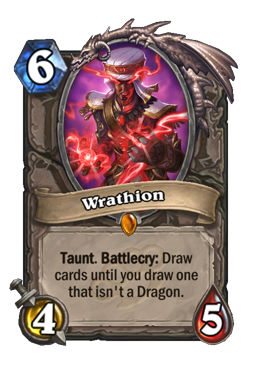 6
Wrathion
Taunt. Battlecry: Draw
cards until you draw one
that isn't a Dragon.
4
5